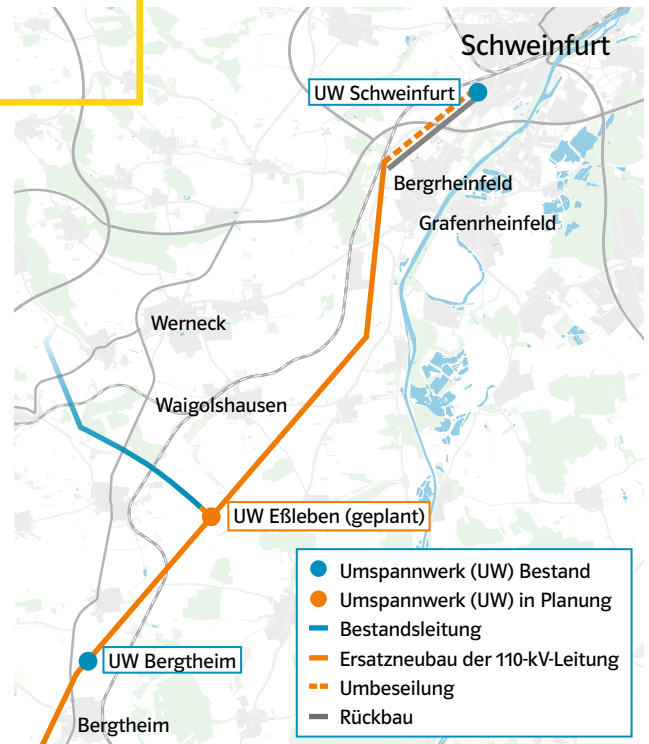 Schweinfurt
UW Schweinfurt
Bergrheinfeld
Grafenrheinfeld
Werneck
Waigolshausen
UW Eßleben (geplant)
UW Bergtheim
Bergtheim
Umspannwerk (UW) Bestand
Umspannwerk (UW) in Planung
Bestandsleitung
Ersatzneubau der 110-kV-Leitung
Umbeseilung
Rückbau